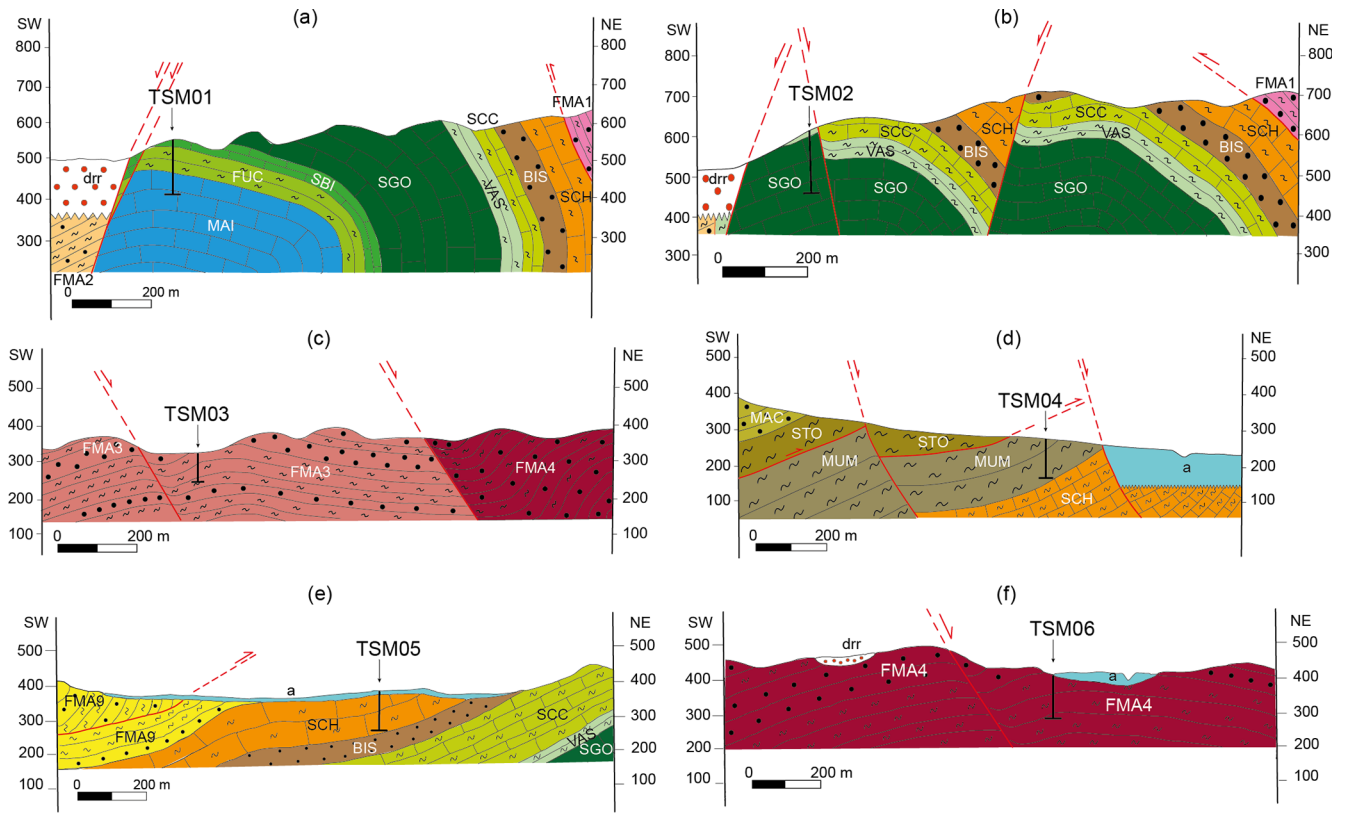 (a)
SW
NE
800
700
600
500
400
300
800
700
600
500
400
300
TSM01
FMA1
SCC
drr
FUC
SBI
SGO
VAS
BIS
SCH
MAI
FMA2
0
200 m
(b)
SW
NE
800
700
600
500
400
300
800
700
600
500
400
300
TSM02
FMA1
SCC
SCH
SCH
VAS
VAS
SCC
BIS
BIS
drr
SGO
SGO
SGO
0
200 m
(c)
SW
NE
500
400
300
200
100
500
400
300
200
100
TSM03
FMA3
FMA3
FMA4
0
200 m
(d)
SW
NE
500
400
300
200
100
500
400
300
200
100
TSM04
MAC
STO
STO
MUM
MUM
a
SCH
0
200 m
(e)
SW
NE
500
400
300
200
100
500
400
300
200
100
TSM05
a
FMA9
FMA9
SCH
BIS
SCC
VAS
SGO
0
200 m
(f)
SW
NE
500
400
300
200
100
500
400
300
200
100
TSM06
drr
FMA4
a
FMA4
0
200 m